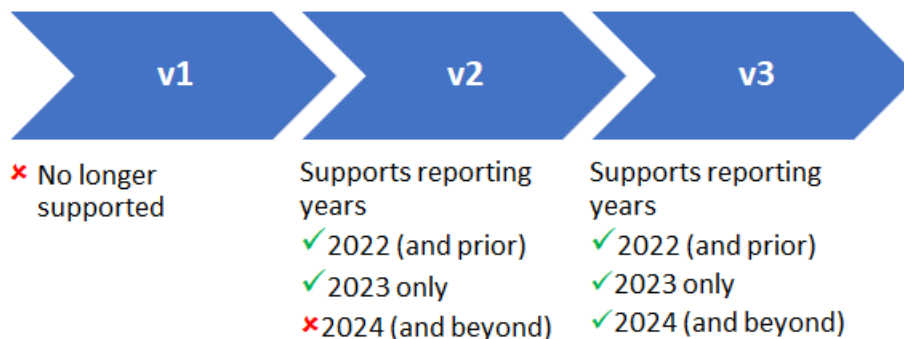 v1
v2
v3
No longer
supported
Supports reporting
years
✓2022 (and prior)
✓2023 only
✘2024 (and beyond)
Supports reporting
years
✓2022 (and prior)
✓2023 only
✓2024 (and beyond)